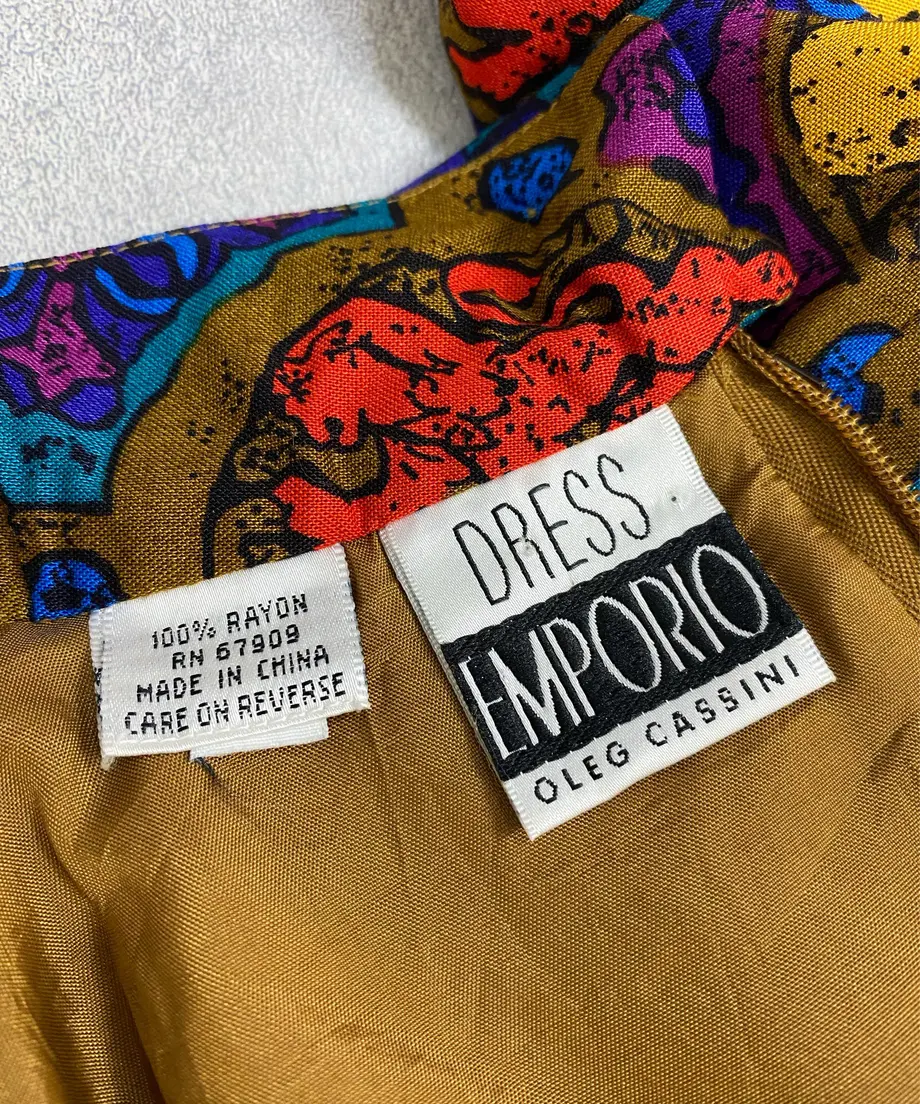 100% RAYON
RN 67909
MADE IN CHINA
CARE ON REVERSE
DRESS
EMPORIO
OLEG CASSINI